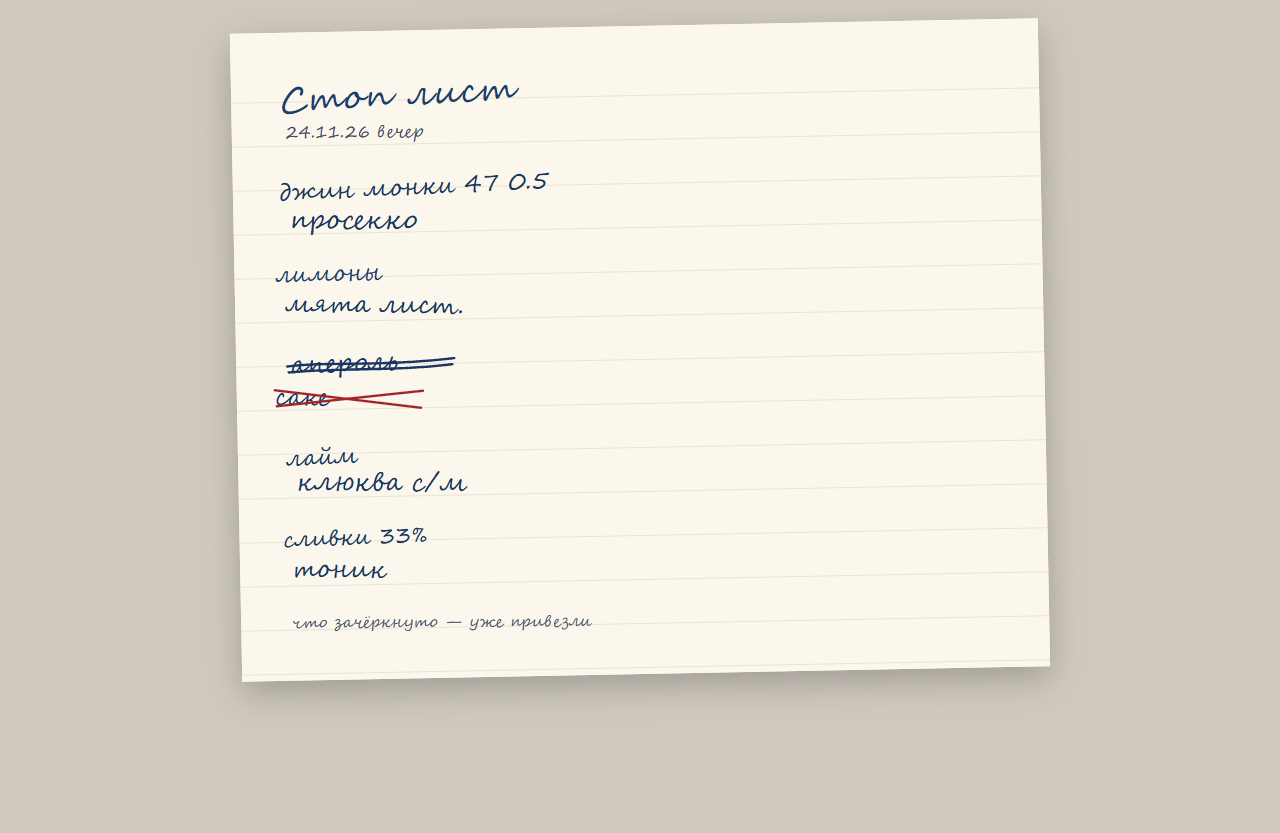 Стоп лист
24.11.26 вечер
джин монки 47 0.5
просекко
лимоны
мята лист.
апероль
саке
лайм
клюква с/м
сливки 33%
тоник
что зачёркнуто — уже привезли